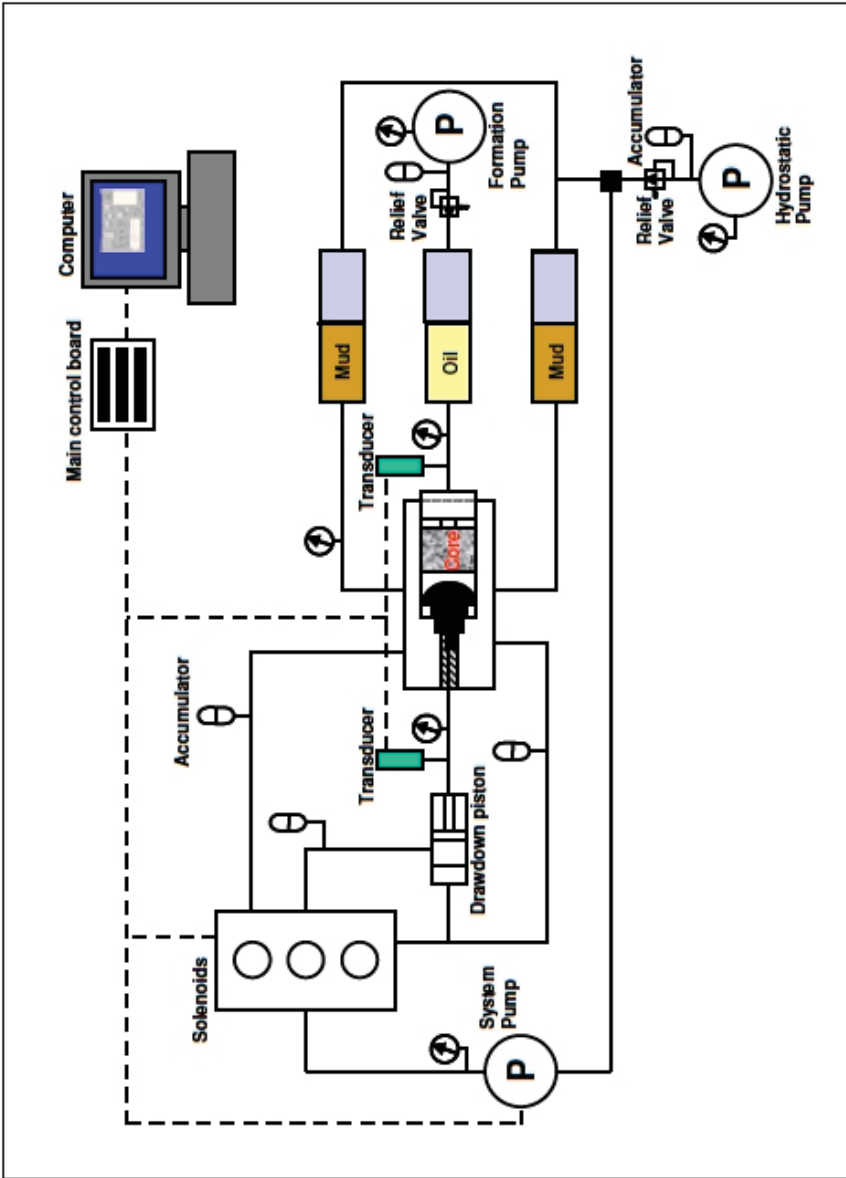 Computer
Main control board
Accumulator
Solenoids
Transducer
Transducer
Mud
Oil
Mud
Core
Relief
Valve
P
Formation
Pump
Drawdown piston
System
Pump
P
Accumulator
Relief
Valve
P
Hydrostatic
Pump